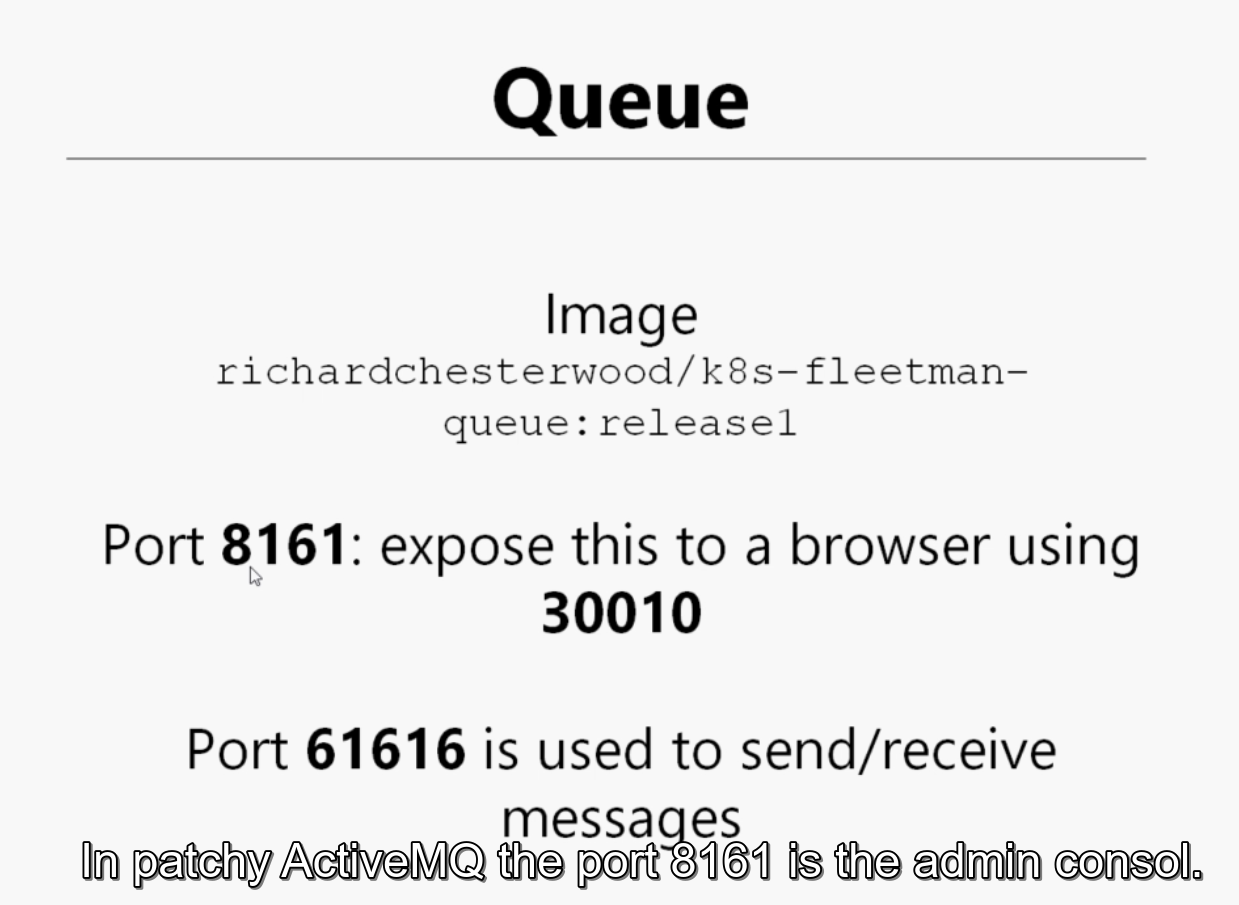 Queue
Image
richardchesterwood/k8s-fleetman-
queue:release1
Port 8161: expose this to a browser using
30010
Port 61616 is used to send/receive
messages
In patchy ActiveMQ the port 8161 is the admin consol.